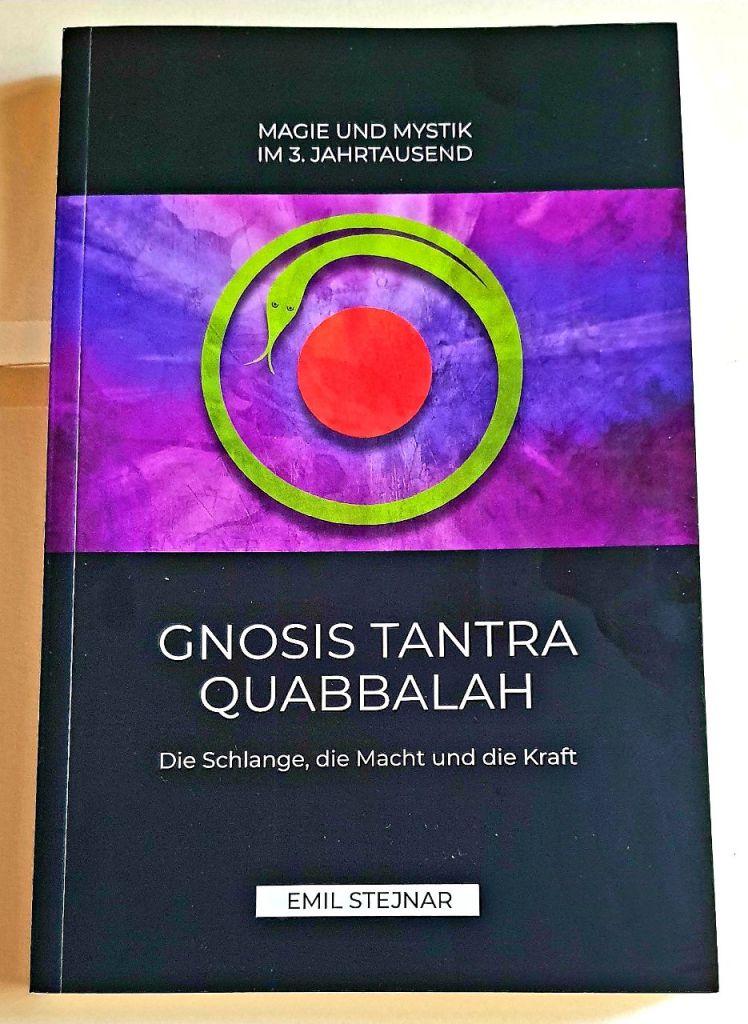 MAGIE UND MYSTIK
IM 3. JAHRTAUSEND
GNOSIS TANTRA
QUABBALAH
Die Schlange, die Macht und die Kraft
EMIL STEJNAR